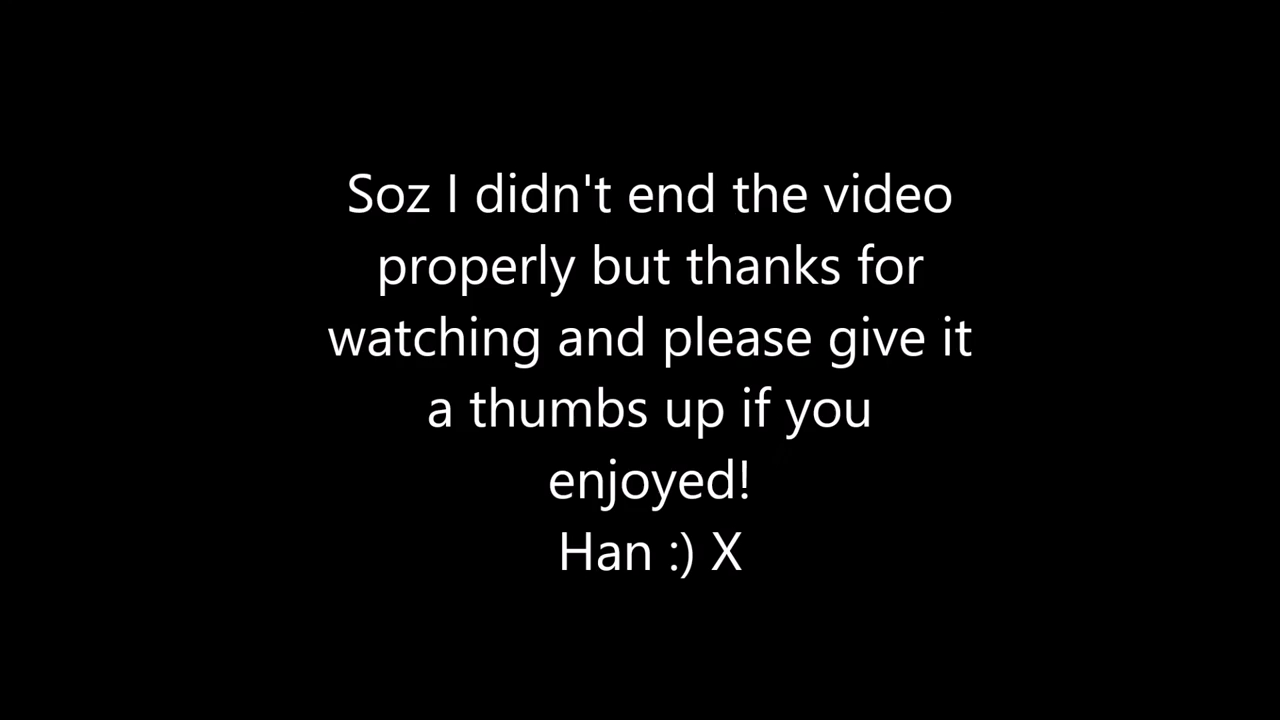 Soz I didn't end the video
properly but thanks for
watching and please give it
a thumbs up if you
enjoyed!
Han :) X